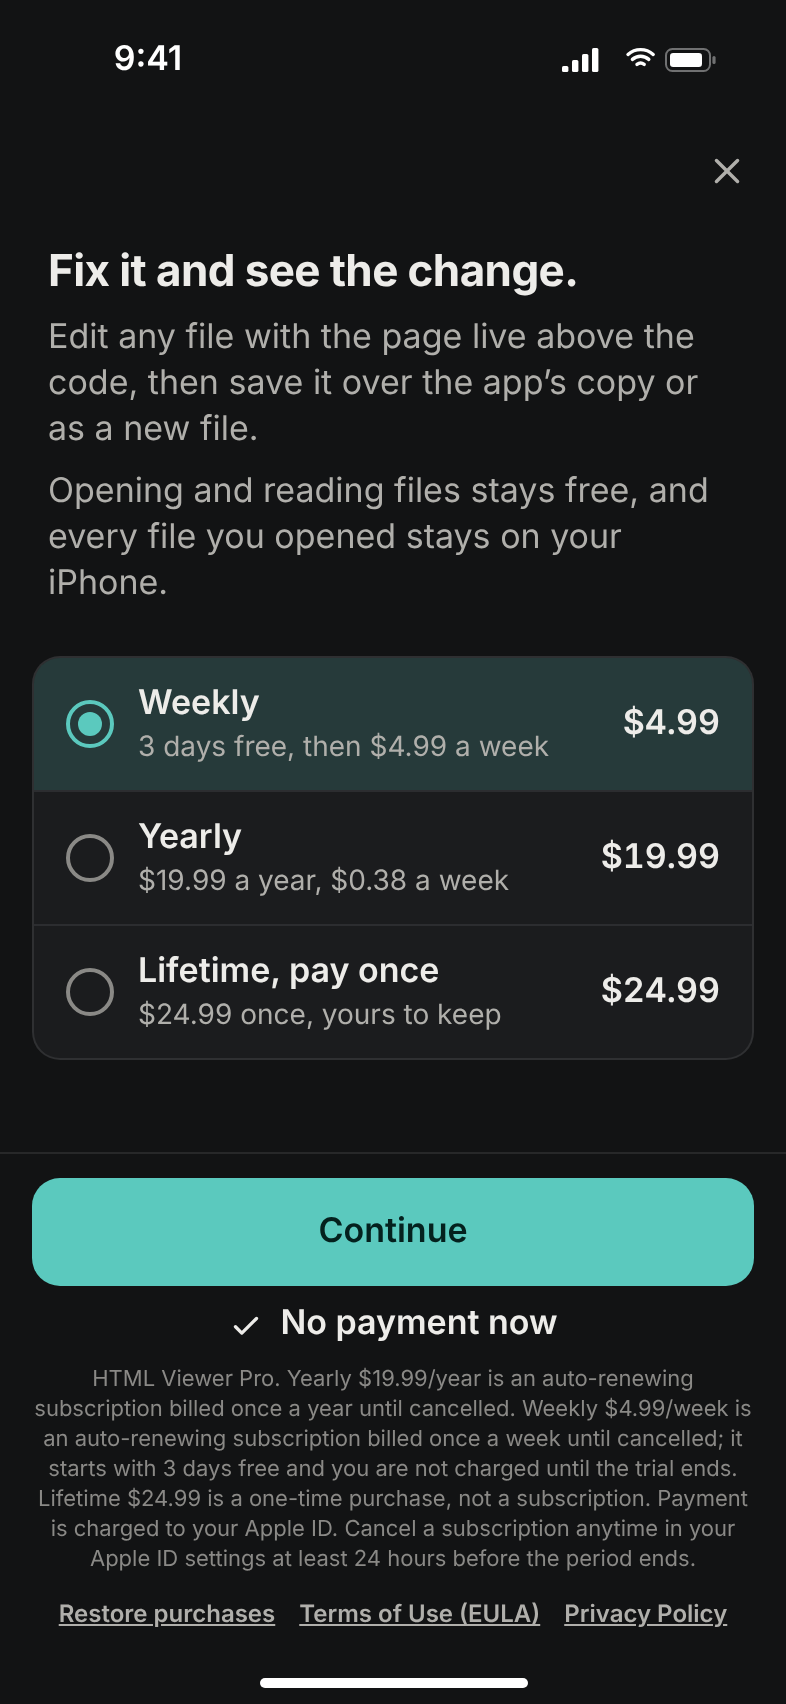 9:41
Fix it and see the change.
Edit any file with the page live above the
code, then save it over the app’s copy or
as a new file.
Opening and reading files stays free, and
every file you opened stays on your
iPhone.
Weekly
3 days free, then $4.99 a week
$4.99
Yearly
$19.99 a year, $0.38 a week
$19.99
Lifetime, pay once
$24.99 once, yours to keep
$24.99
Continue
No payment now
HTML Viewer Pro. Yearly $19.99/year is an auto-renewing
subscription billed once a year until cancelled. Weekly $4.99/week is
an auto-renewing subscription billed once a week until cancelled; it
starts with 3 days free and you are not charged until the trial ends.
Lifetime $24.99 is a one-time purchase, not a subscription. Payment
is charged to your Apple ID. Cancel a subscription anytime in your
Apple ID settings at least 24 hours before the period ends.
Restore purchases Terms of Use (EULA) Privacy Policy